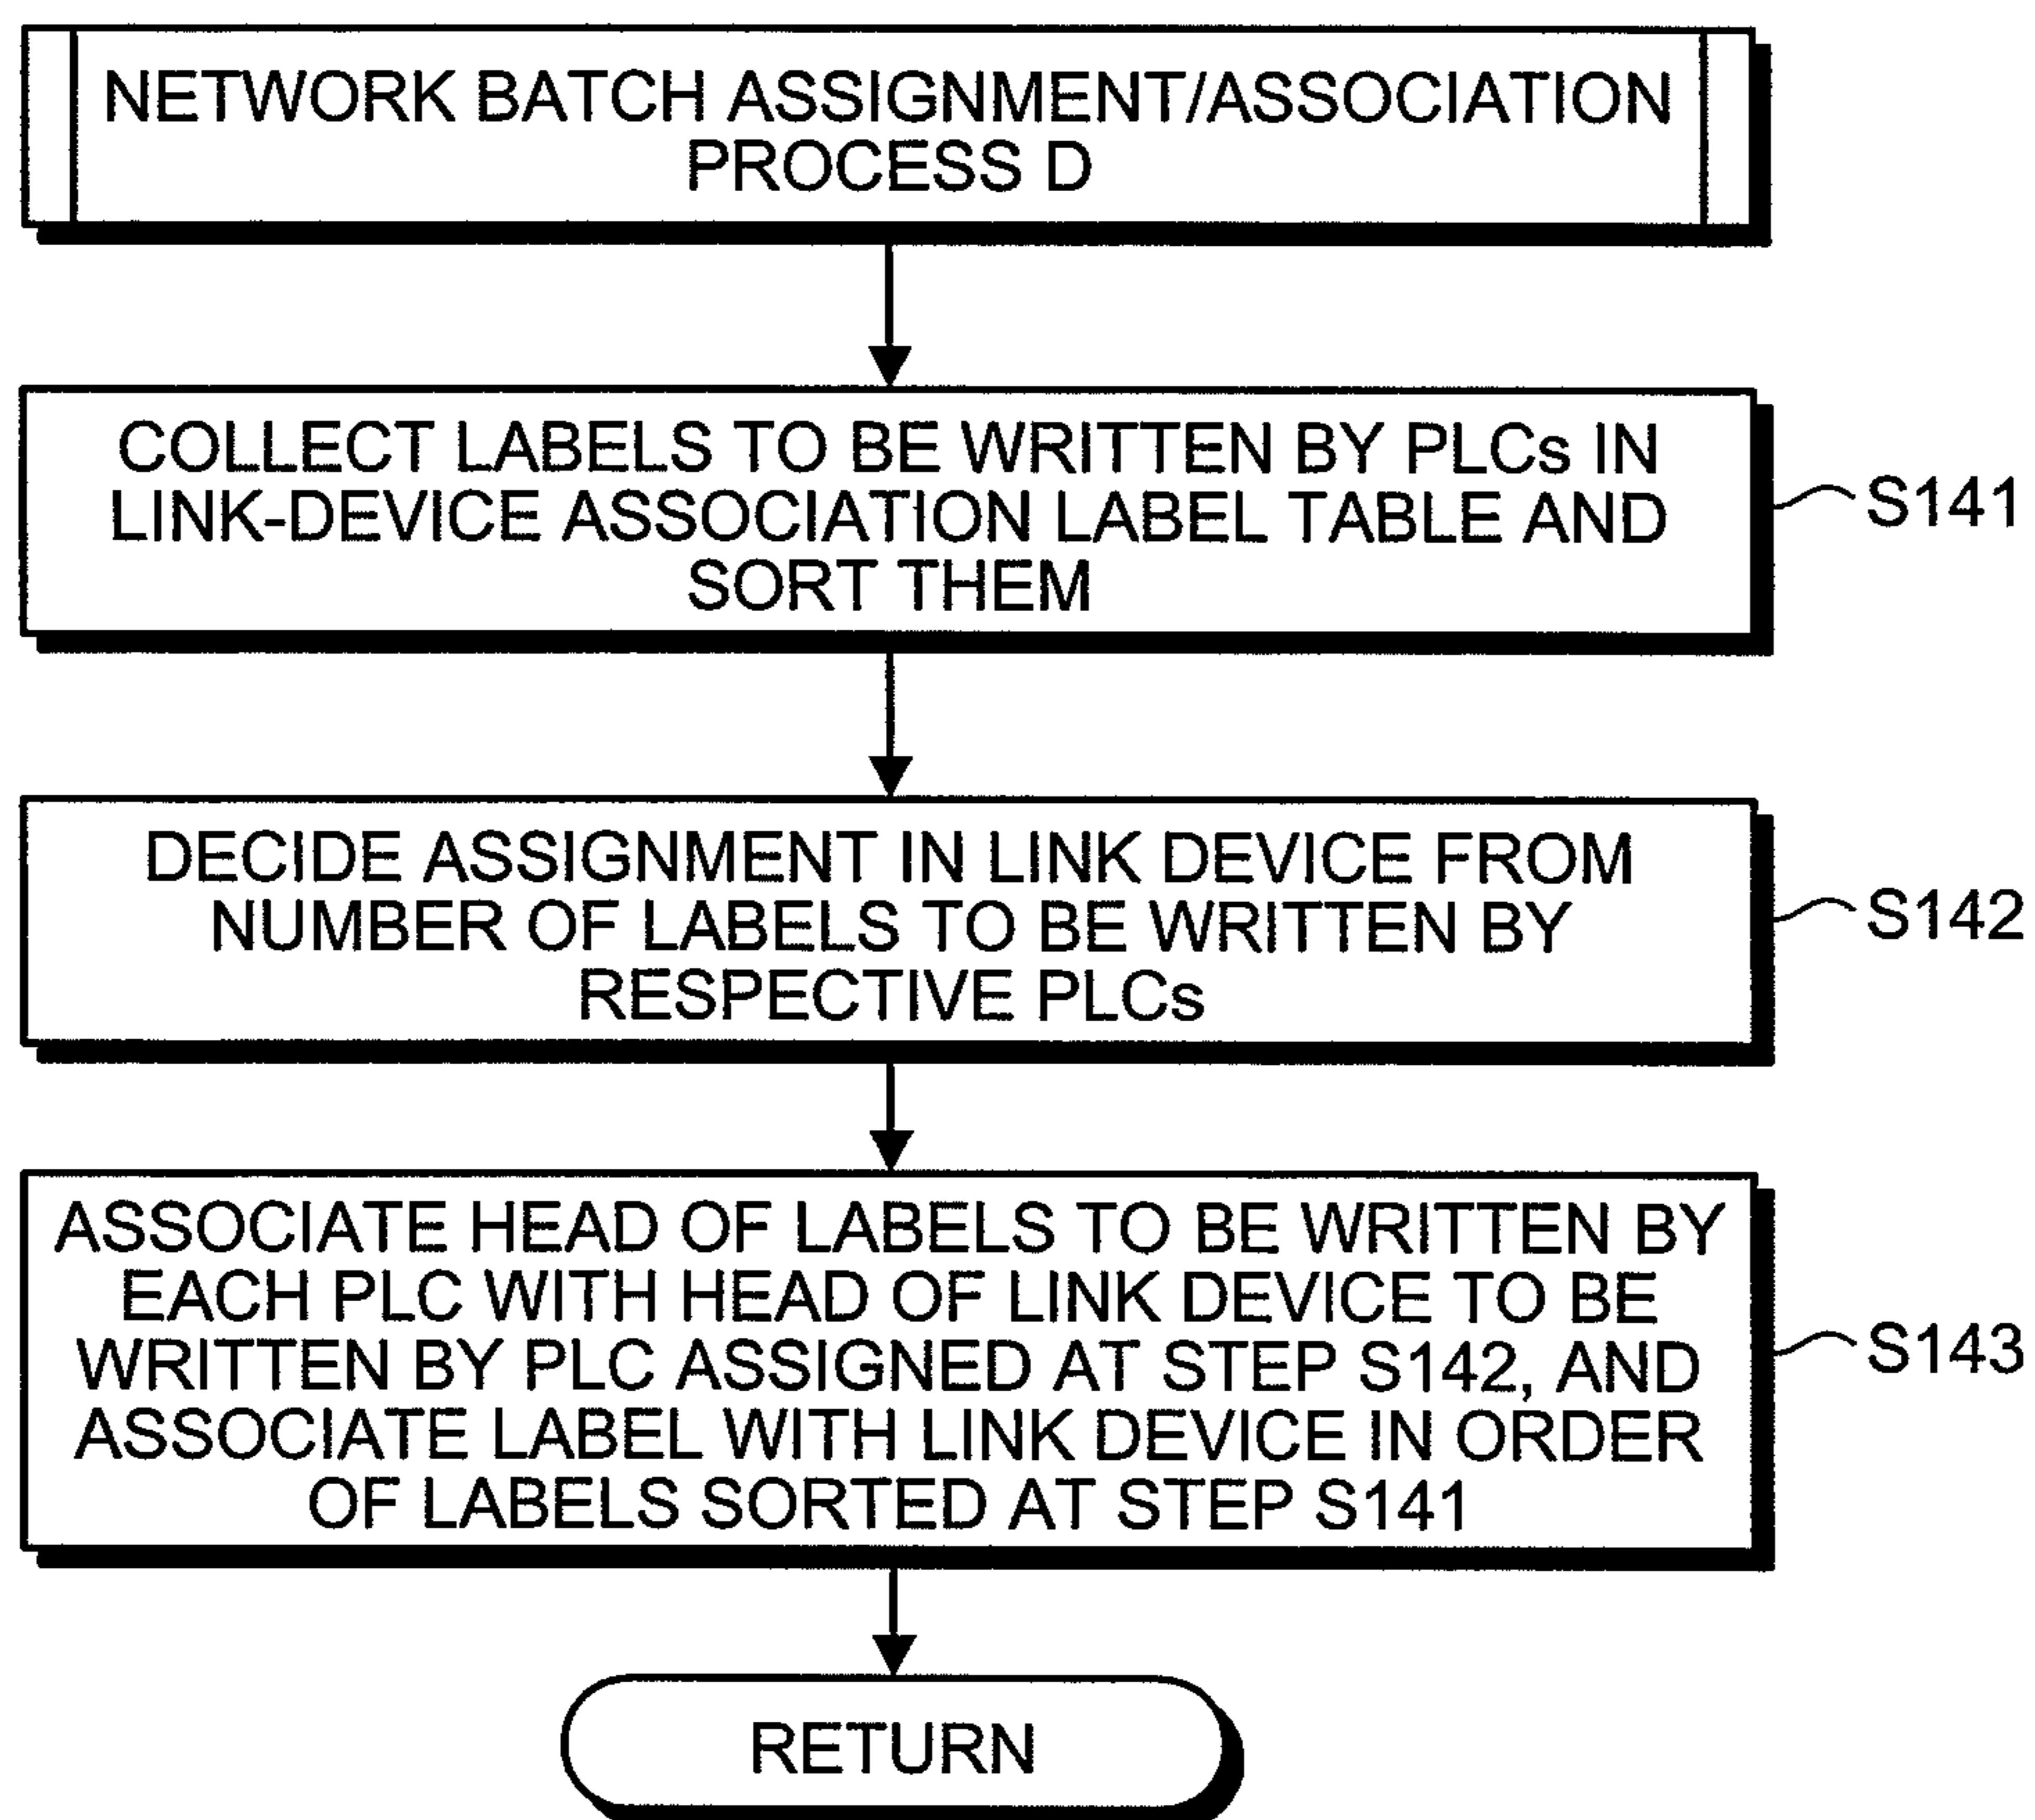 NETWORK BATCH ASSIGNMENT/ASSOCIATION
PROCESS D
COLLECT LABELS TO BE WRITTEN BY PLCs IN
LINK-DEVICE ASSOCIATION LABEL TABLE AND
SORT THEM
S141
DECIDE ASSIGNMENT IN LINK DEVICE FROM
NUMBER OF LABELS TO BE WRITTEN BY
RESPECTIVE PLCs
S142
ASSOCIATE HEAD OF LABELS TO BE WRITTEN BY
EACH PLC WITH HEAD OF LINK DEVICE TO BE
WRITTEN BY PLC ASSIGNED AT STEP S142, AND
ASSOCIATE LABEL WITH LINK DEVICE IN ORDER
OF LABELS SORTED AT STEP S141
S143
RETURN